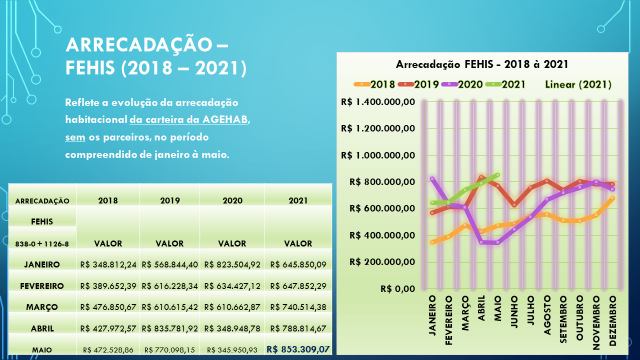 ARRECADAÇÃO –
FEHIS (2018 – 2021)
Reflete a evolução da arrecadação
habitacional da carteira da AGEHAB,
sem os parceiros, no período
compreendido de janeiro à maio.
ARRECADAÇÃO 2018 2019 2020 2021
FEHIS
838-0 + 1126-8 VALOR VALOR VALOR VALOR
JANEIRO R$ 348.812,24 R$ 568.844,40 R$ 823.504,92 R$ 645.850,09
FEVEREIRO R$ 389.652,39 R$ 616.228,34 R$ 634.427,12 R$ 647.852,29
MARÇO R$ 476.850,67 R$ 610.615,42 R$ 610.662,87 R$ 740.514,38
ABRIL R$ 427.972,57 R$ 835.781,92 R$ 348.948,78 R$ 788.814,67
MAIO R$ 472.528,86 R$ 770.098,15 R$ 345.950,93 R$ 853.309,07
Arrecadação FEHIS - 2018 à 2021
2018 2019 2020 2021 Linear (2021)
R$ 1.400.000,00
R$ 1.200.000,00
R$ 1.000.000,00
R$ 800.000,00
R$ 600.000,00
R$ 400.000,00
R$ 200.000,00
R$ 0,00
JANEIRO
FEVEREIRO
MARÇO
ABRIL
MAIO
JUNHO
JULHO
AGOSTO
SETEMBRO
OUTUBRO
NOVEMBRO
DEZEMBRO